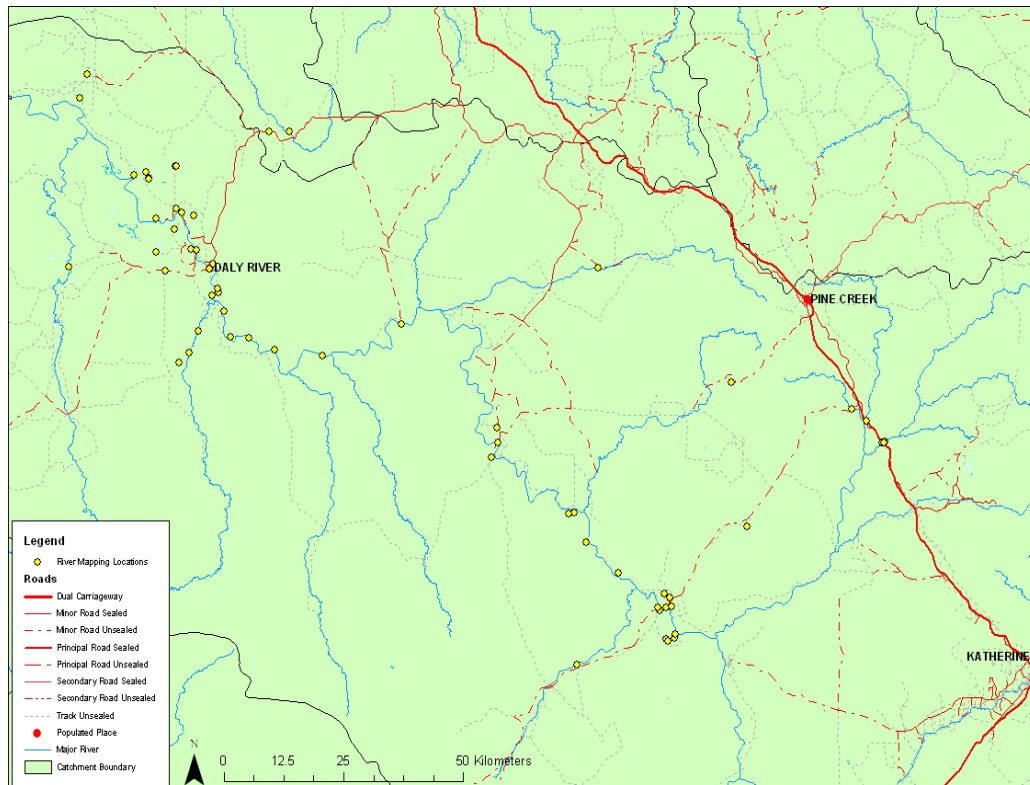 DALY RIVER
PINE CREEK
KATHERINE
Legend
River Mapping Locations
Roads
Dual Carriageway
Minor Road Sealed
Minor Road Unsealed
Principal Road Sealed
Principal Road Unsealed
Secondary Road Sealed
Secondary Road Unsealed
Track Unsealed
Populated Place
Major River
Catchment Boundary
N
0 12.5 25 50 Kilometers